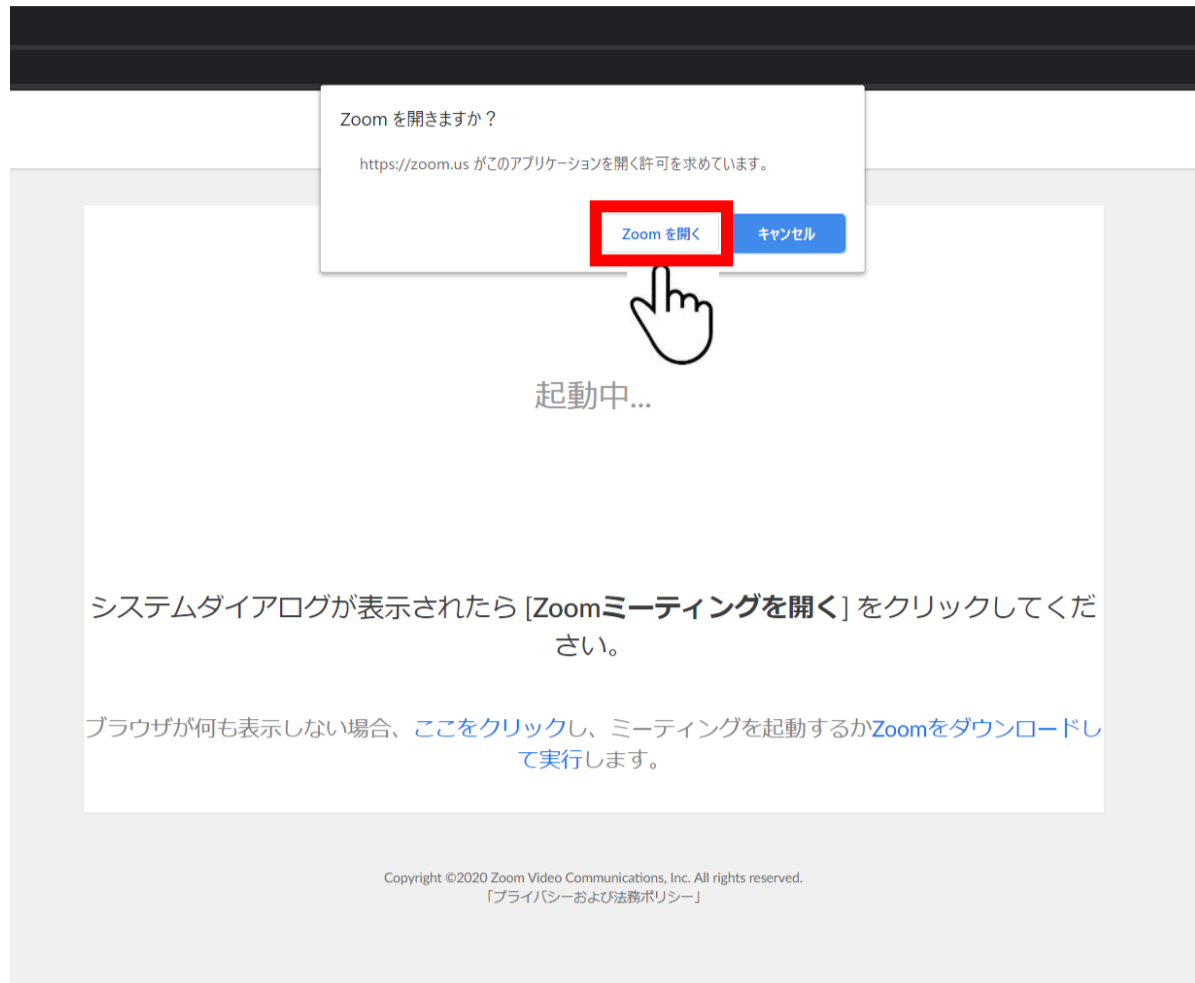 Zoom を開きますか？
https://zoom.us がこのアプリケーションを開く許可を求めています。
Zoom を開く
キャンセル
起動中...
システムダイアログが表示されたら [Zoomミーティングを開く] をクリックしてくだ
さい。
ブラウザが何も表示しない場合、ここをクリックし、ミーティングを起動するかZoomをダウンロードし
て実行します。
Copyright ©2020 Zoom Video Communications, Inc. All rights reserved.
「プライバシーおよび法務ポリシー」